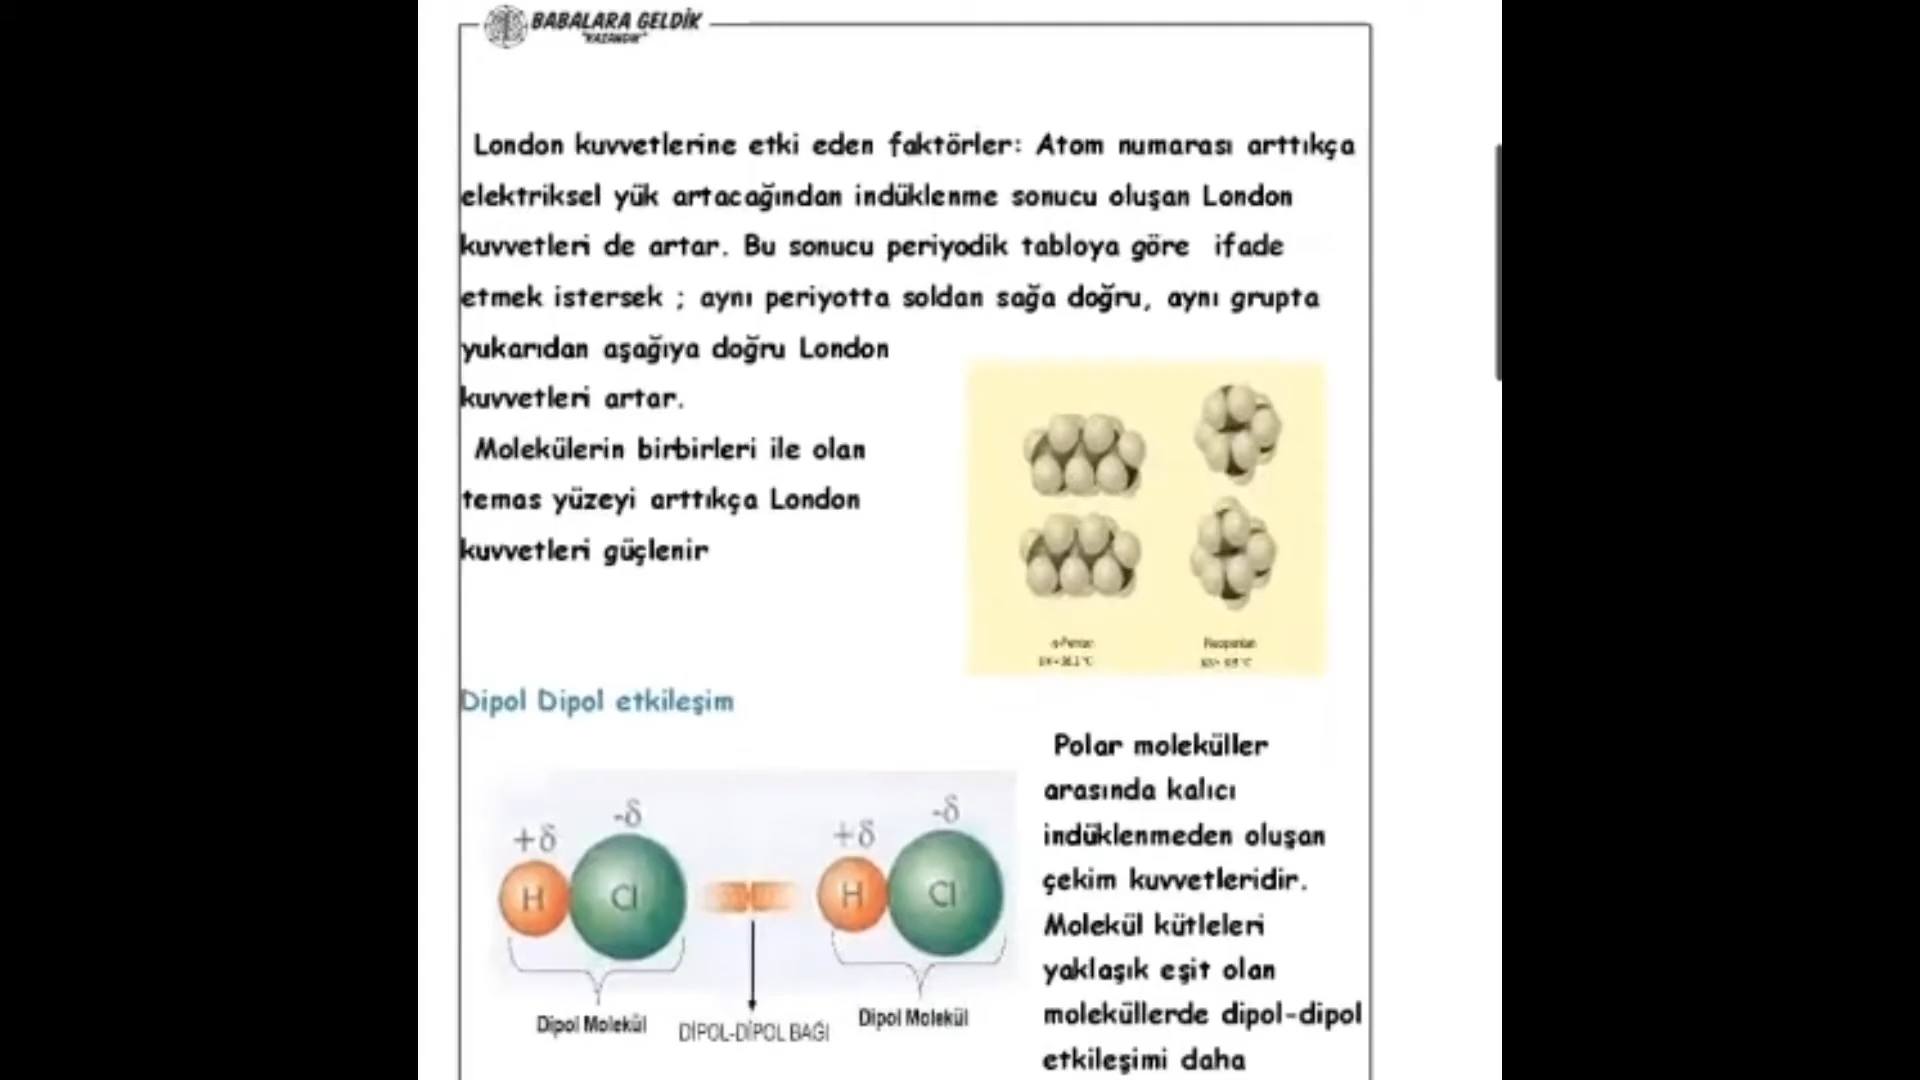 BABALARA GELDİK
"KAZANDIK"
London kuvvetlerine etki eden faktörler: Atom numarası arttıkça
elektriksel yük artacağından indüklenme sonucu oluşan London
kuvvetleri de artar. Bu sonucu periyodik tabloya göre ifade
etmek istersek ; aynı periyotta soldan sağa doğru, aynı grupta
yukarıdan aşağıya doğru London
kuvvetleri artar.
Molekülerin birbirleri ile olan
temas yüzeyi arttıkça London
kuvvetleri güçlenir
n-Pentan
Neopentan
Dipol Dipol etkileşim
+δ -δ +δ -δ
H Cl H Cl
Dipol Molekül DİPOL-DİPOL BAĞI Dipol Molekül
Polar moleküller
arasında kalıcı
indüklenmeden oluşan
çekim kuvvetleridir.
Molekül kütleleri
yaklaşık eşit olan
moleküllerde dipol-dipol
etkileşimi daha